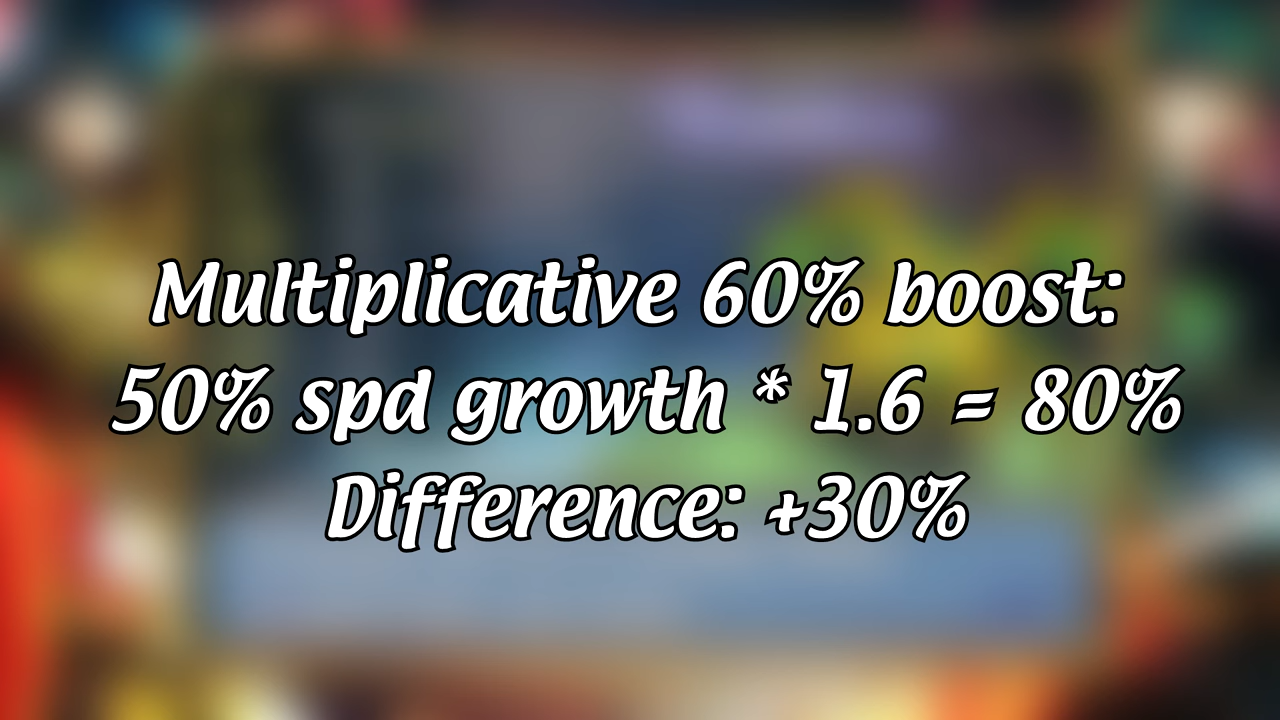 Multiplicative 60% boost:
50% spd growth * 1.6 = 80%
Difference: +30%